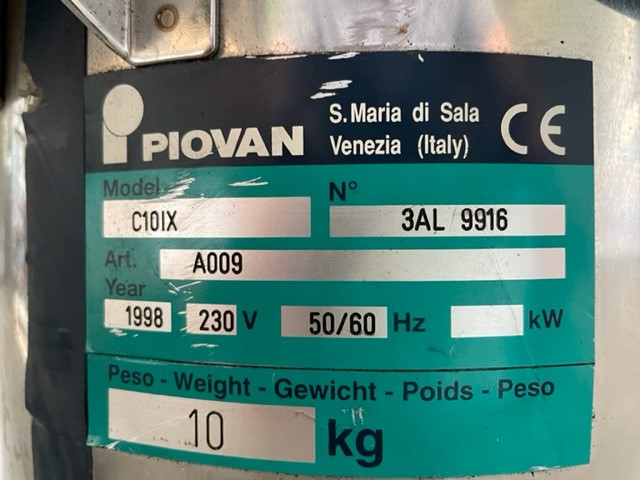 PIOVAN
S. Maria di Sala
Venezia (Italy)
CE
Model
N°
C10IX
3AL 9916
Art. A009
Year
1998 230 V 50/60 Hz kW
Peso - Weight - Gewicht - Poids - Peso
10 kg